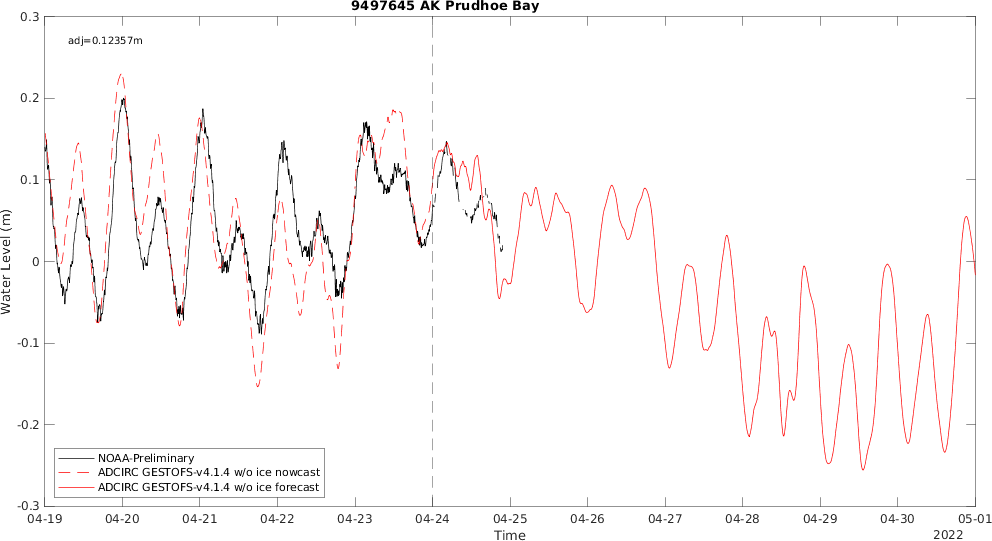 9497645 AK Prudhoe Bay
adj=0.12357m
Water Level (m)
0.3
0.2
0.1
0
-0.1
-0.2
-0.3
NOAA-Preliminary
ADCIRC GESTOFS-v4.1.4 w/o ice nowcast
ADCIRC GESTOFS-v4.1.4 w/o ice forecast
04-19 04-20 04-21 04-22 04-23 04-24 04-25 04-26 04-27 04-28 04-29 04-30 05-01
Time
2022